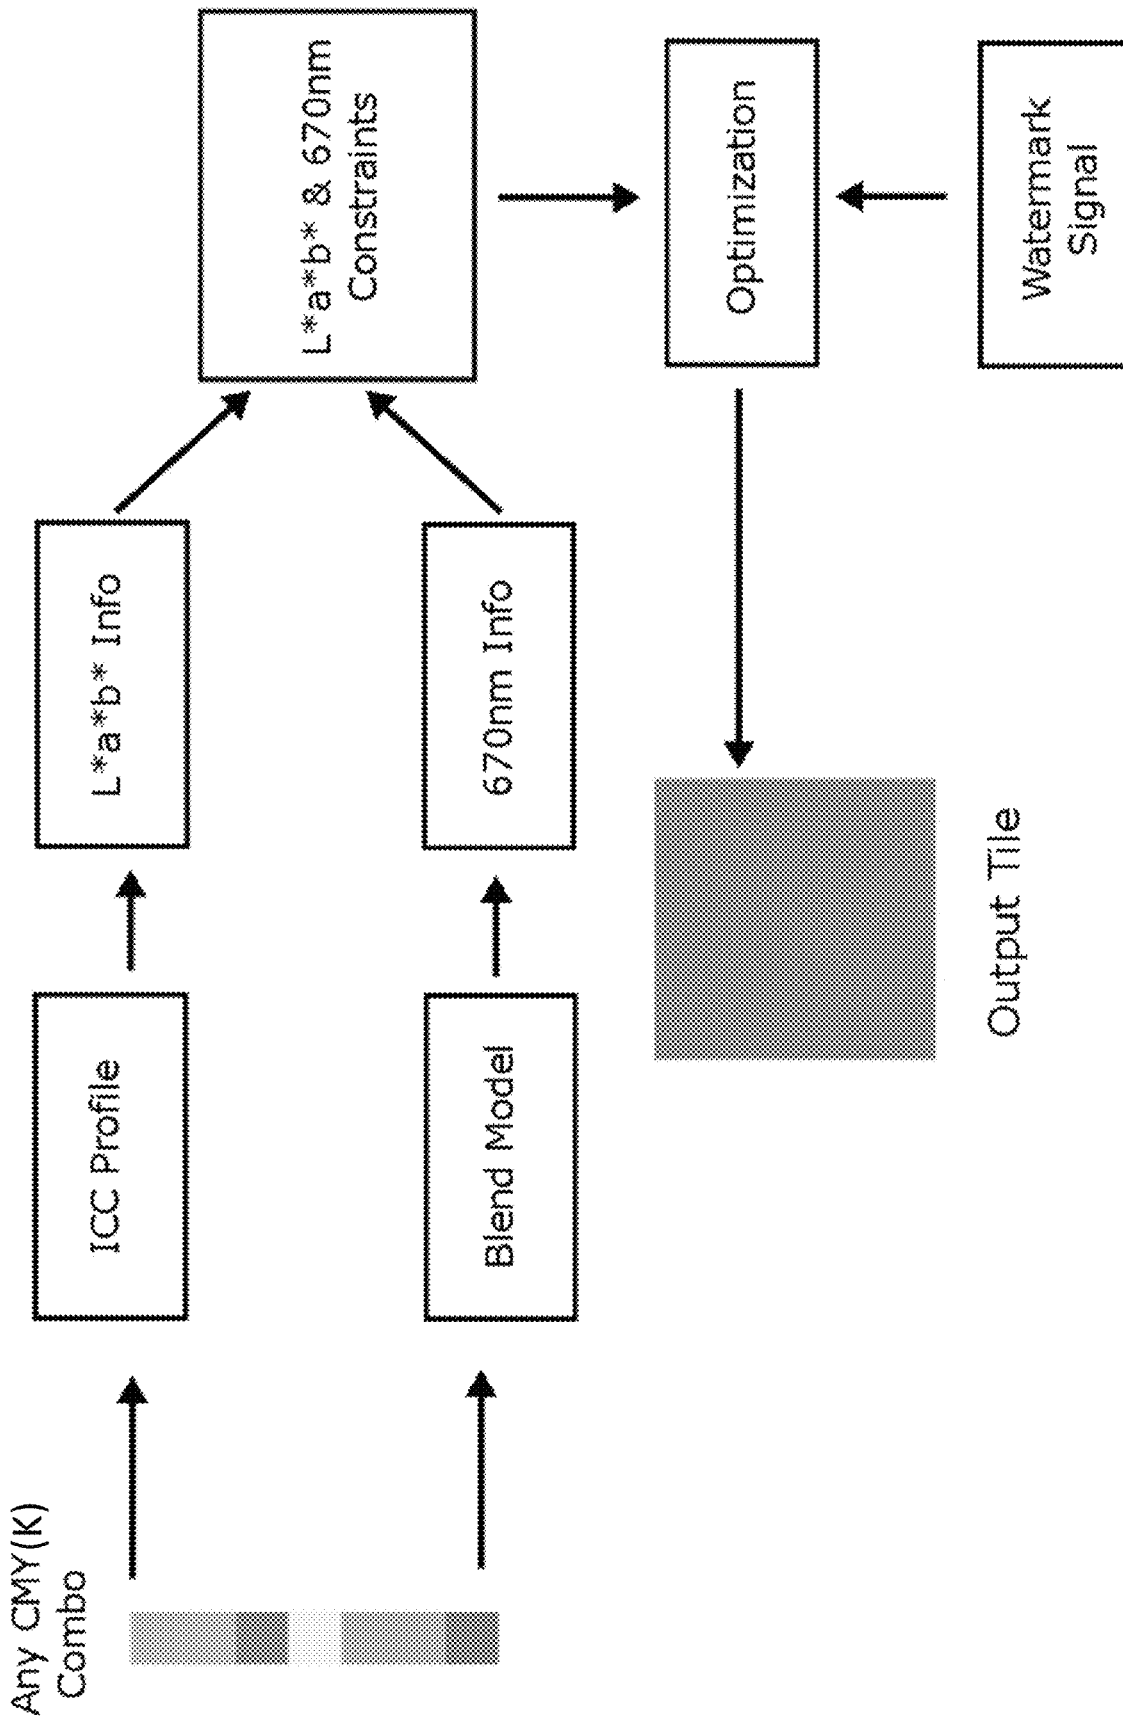 Any CMY(K)
Combo
ICC Profile
L*a*b* Info
L*a*b* & 670nm
Constraints
Blend Model
670nm Info
Optimization
Watermark
Signal
Output Tile